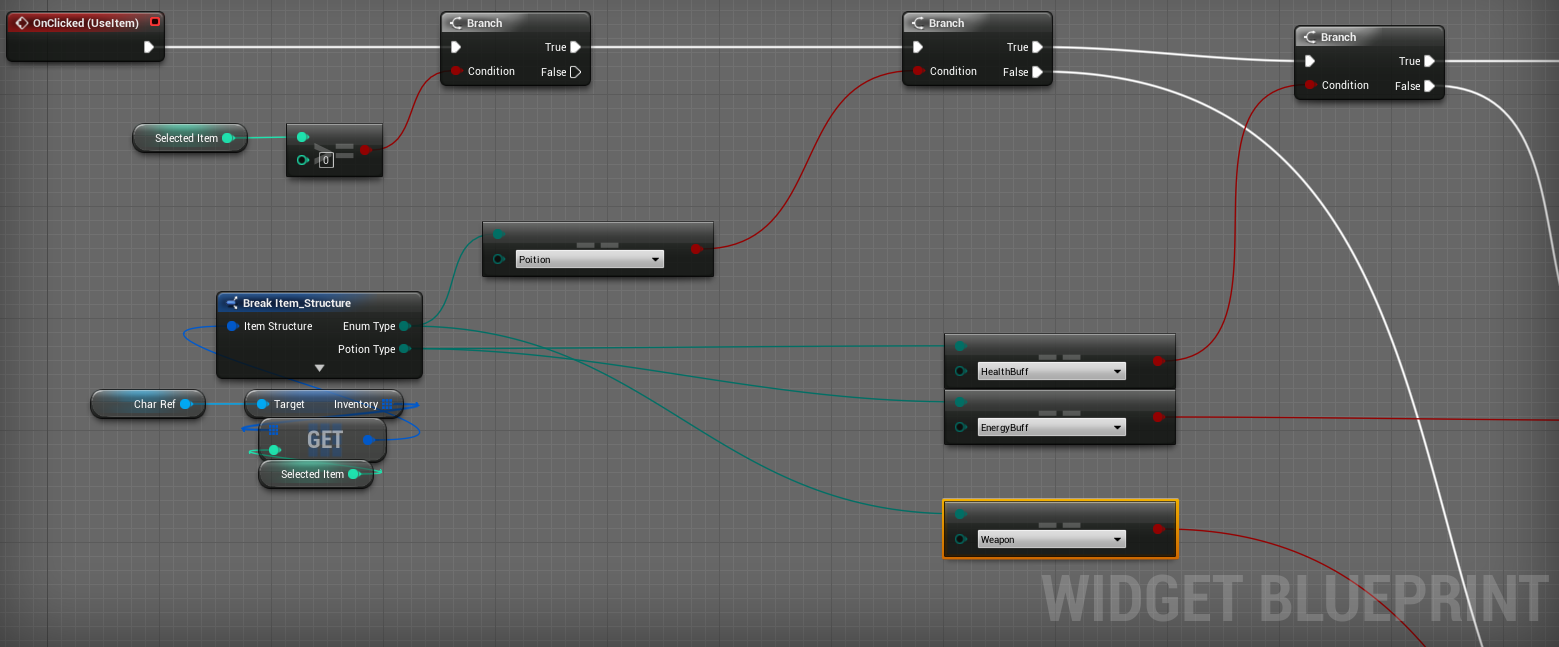 OnClicked (UseItem)
Branch
True
Condition
False
Branch
True
Condition
False
Branch
True
Condition
False
Selected Item
>=
0
==
Poition
Break Item_Structure
Item Structure
Enum Type
Potion Type
Char Ref
Target
Inventory
GET
Selected Item
==
HealthBuff
==
EnergyBuff
==
Weapon
WIDGET BLUEPRINT